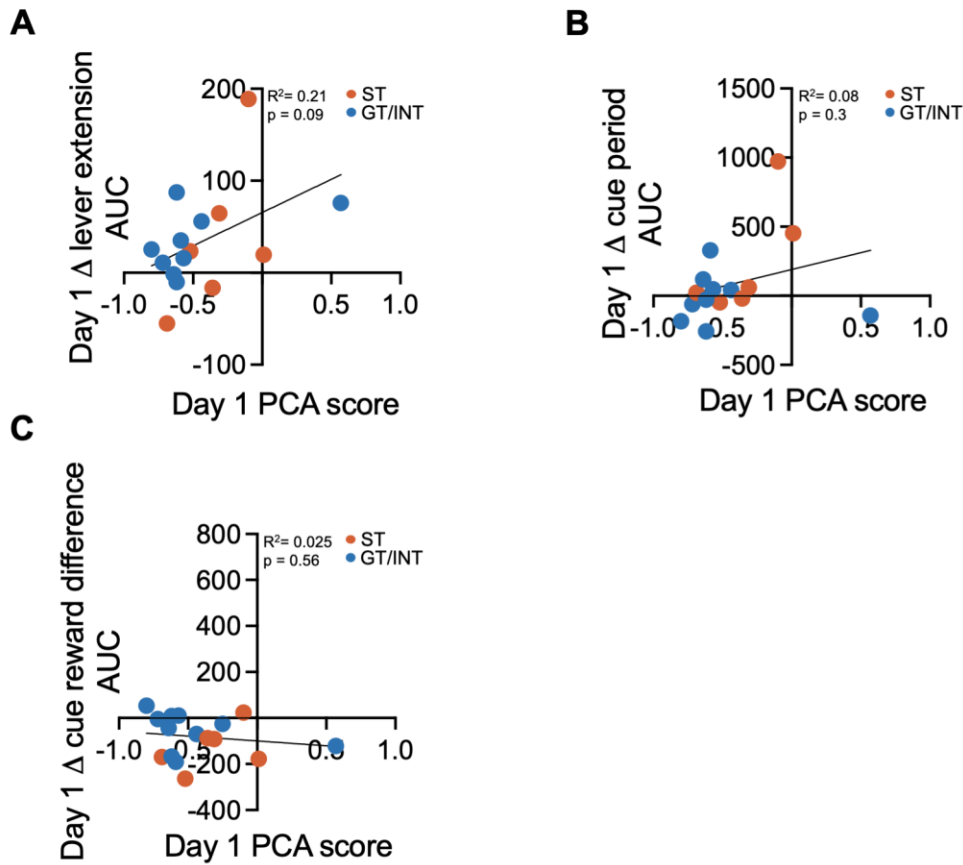 A
Day 1 Δ lever extension
AUC
200
100
-100
-1.0
-0.5
0.5
1.0
R²= 0.21
p = 0.09
ST
GT/INT
Day 1 PCA score
B
Day 1 Δ cue period
AUC
1500
1000
500
-500
-1.0
0.5
0.5
1.0
R²= 0.08
p = 0.3
ST
GT/INT
Day 1 PCA score
C
Day 1 Δ cue reward difference
AUC
800
600
400
200
-200
-400
-1.0
0.5
0.5
1.0
R²= 0.025
p = 0.56
ST
GT/INT
Day 1 PCA score